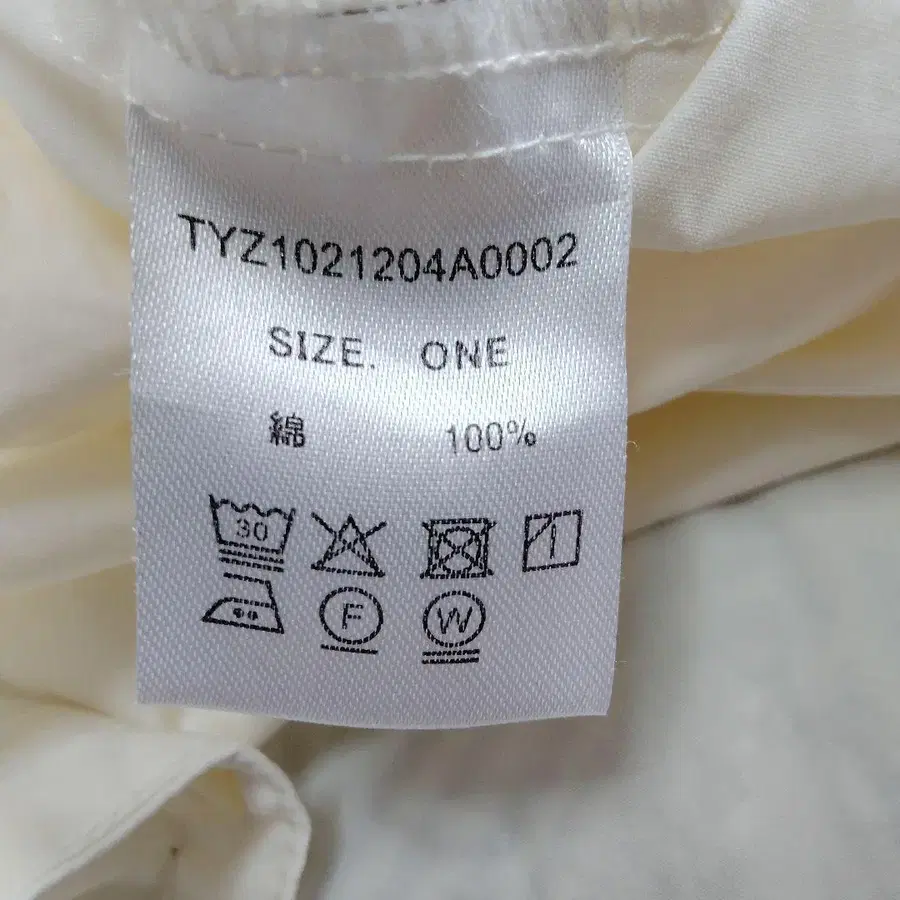 TYZ1021204A0002
SIZE. ONE
綿 100%
30
F W